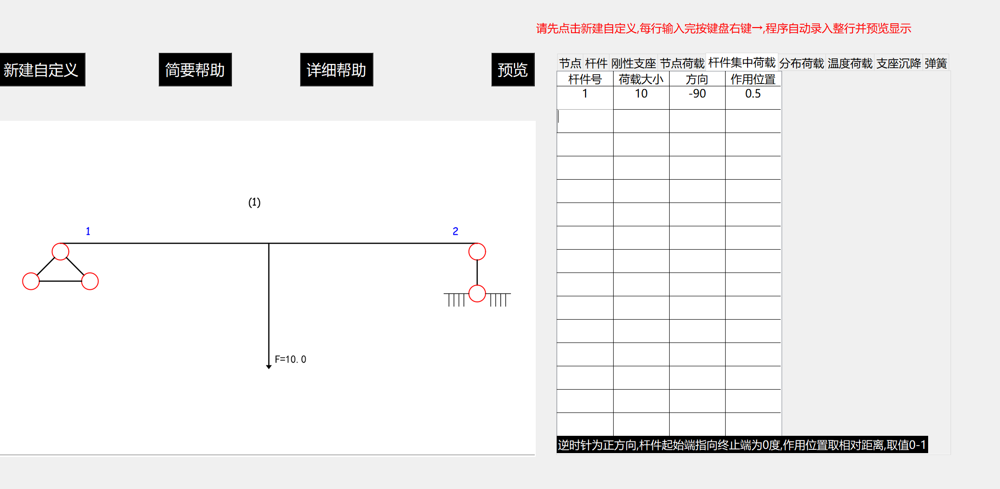 请先点击新建自定义,每行输入完按键盘右键→,程序自动录入整行并预览显示
新建自定义 简要帮助 详细帮助 预览
节点 杆件 刚性支座 节点荷载 杆件集中荷载 分布荷载 温度荷载 支座沉降 弹簧
杆件号 荷载大小 方向 作用位置
1 10 -90 0.5
(1)
1 2
F=10.0
逆时针为正方向,杆件起始端指向终止端为0度,作用位置取相对距离,取值0-1